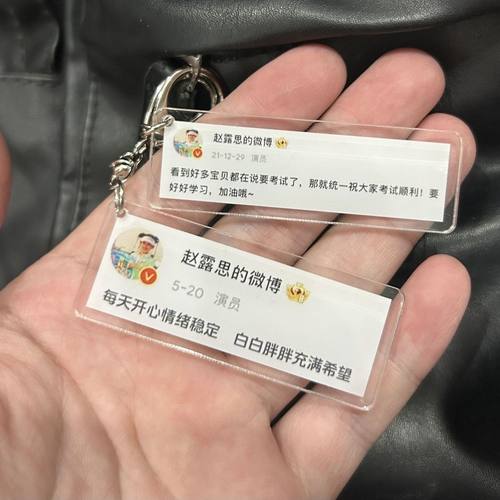 赵露思的微博
21-12-29 演员
看到好多宝贝都在说要考试了，那就统一祝大家考试顺利！要
好好学习，加油哦~
赵露思的微博
5-20 演员
每天开心情绪稳定 白白胖胖充满希望